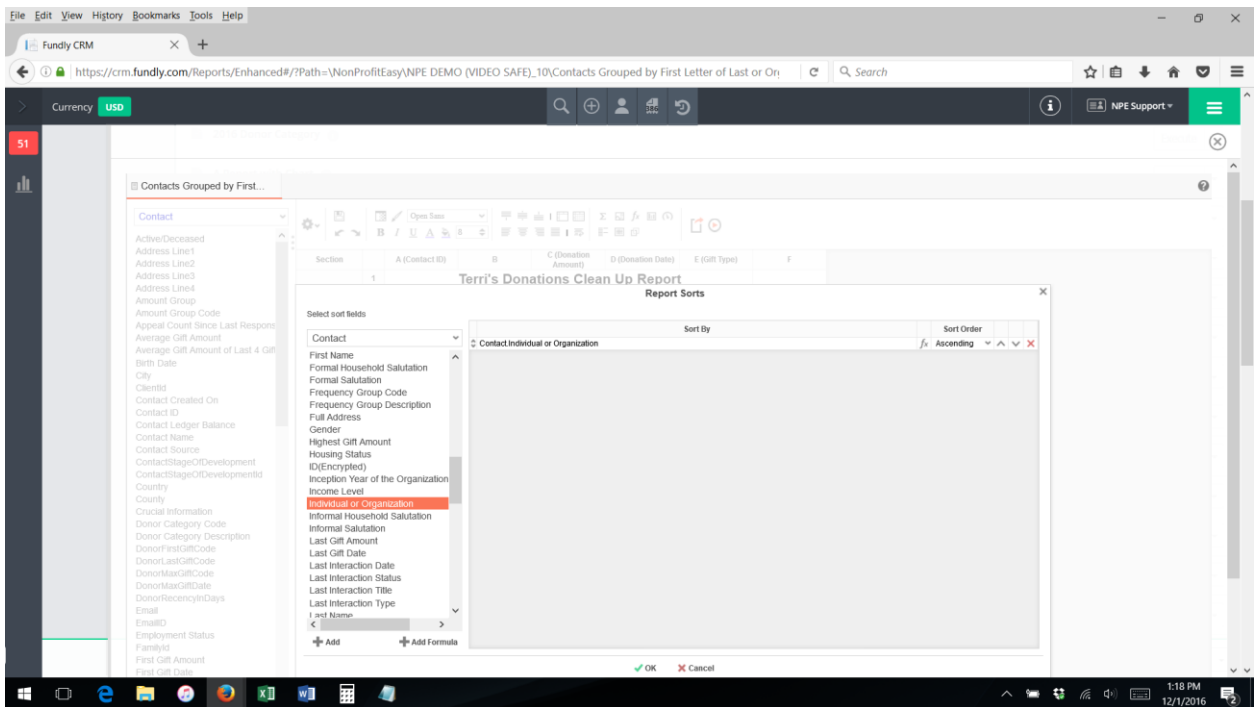 File Edit View History Bookmarks Tools Help
Fundly CRM
https://crm.fundly.com/Reports/Enhanced#/?Path=\NonProfitEasy\NPE DEMO (VIDEO SAFE)_10\Contacts Grouped by First Letter of Last or Or
Search
Currency USD
NPE Support
51
Contacts Grouped by First...
Contact
Open Sans
Active/Deceased
Address Line1
Address Line2
Address Line3
Address Line4
Amount Group
Amount Group Code
Appeal Count Since Last Respons
Average Gift Amount
Average Gift Amount of Last 4 Gif
Birth Date
City
ClientId
Contact Created On
Contact ID
Contact Ledger Balance
Contact Name
Contact Source
ContactStageOfDevelopment
ContactStageOfDevelopmentId
Country
County
Crucial Information
Donor Category Code
Donor Category Description
DonorFirstGiftCode
DonorLastGiftCode
DonorMaxGiftCode
DonorMaxGiftDate
DonorRecencyInDays
Email
EmailID
Employment Status
FamilyId
First Gift Amount
First Gift Date
Section A (Contact ID) B C (Donation Amount) D (Donation Date) E (Gift Type) F
1 Terri's Donations Clean Up Report
Report Sorts
Select sort fields
Contact
First Name
Formal Household Salutation
Formal Salutation
Frequency Group Code
Frequency Group Description
Full Address
Gender
Highest Gift Amount
Housing Status
ID(Encrypted)
Inception Year of the Organization
Income Level
Individual or Organization
Informal Household Salutation
Informal Salutation
Last Gift Amount
Last Gift Date
Last Interaction Date
Last Interaction Status
Last Interaction Title
Last Interaction Type
Last Name
Add Add Formula
Sort By Sort Order
Contact.Individual or Organization fx Ascending
OK Cancel
1:18 PM
12/1/2016
2